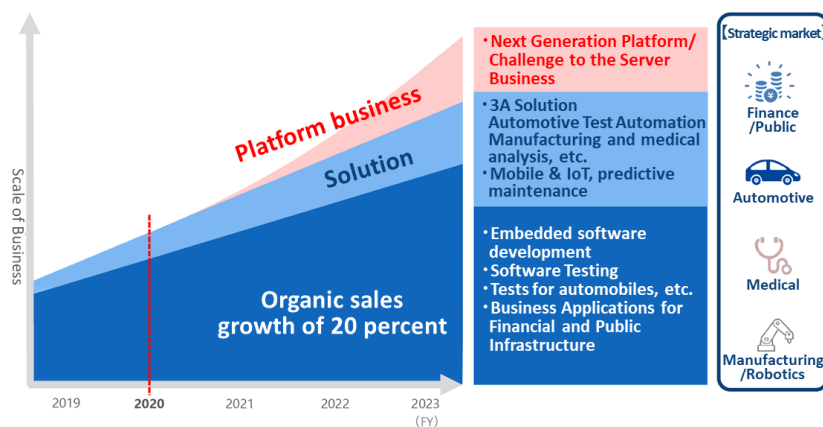 Scale of Business
Platform business
Solution
Organic sales
growth of 20 percent
2019
2020
2021
2022
2023
(FY)
・Next Generation Platform/
Challenge to the Server
Business
・3A Solution
Automotive Test Automation
Manufacturing and medical
analysis, etc.
・Mobile & IoT, predictive
maintenance
・Embedded software
development
・Software Testing
・Tests for automobiles, etc.
・Business Applications for
Financial and Public
Infrastructure
【Strategic market】
¥
Finance
/Public
Automotive
Medical
Manufacturing
/Robotics